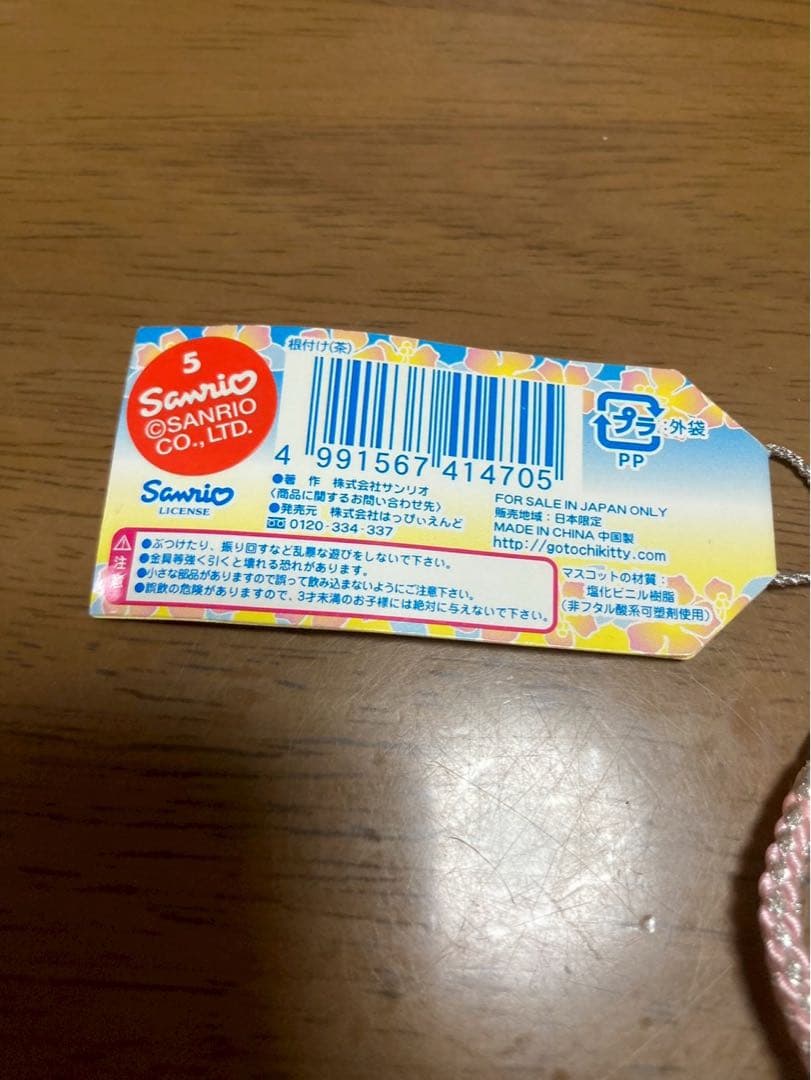 5
Sanrio
©SANRIO
CO., LTD.
Sanrio
LICENSE
根付け(茶)
4 991567 414705
●著 作 株式会社サンリオ
〈商品に関するお問い合わせ先〉
●発売元 株式会社はっぴぃえんど
0120-334-337
プラ
:外袋
PP
FOR SALE IN JAPAN ONLY
販売地域:日本限定
MADE IN CHINA 中国製
http://gotochikitty.com
注意
●ぶつけたり、振り回すなど乱暴な遊びをしないで下さい。
●金具等強く引くと壊れる恐れがあります。
●小さな部品がありますので誤って飲み込まないようにご注意下さい。
●誤飲の危険がありますので、3才未満のお子様には絶対に与えないで下さい。
マスコットの材質:
塩化ビニル樹脂
(非フタル酸系可塑剤使用)